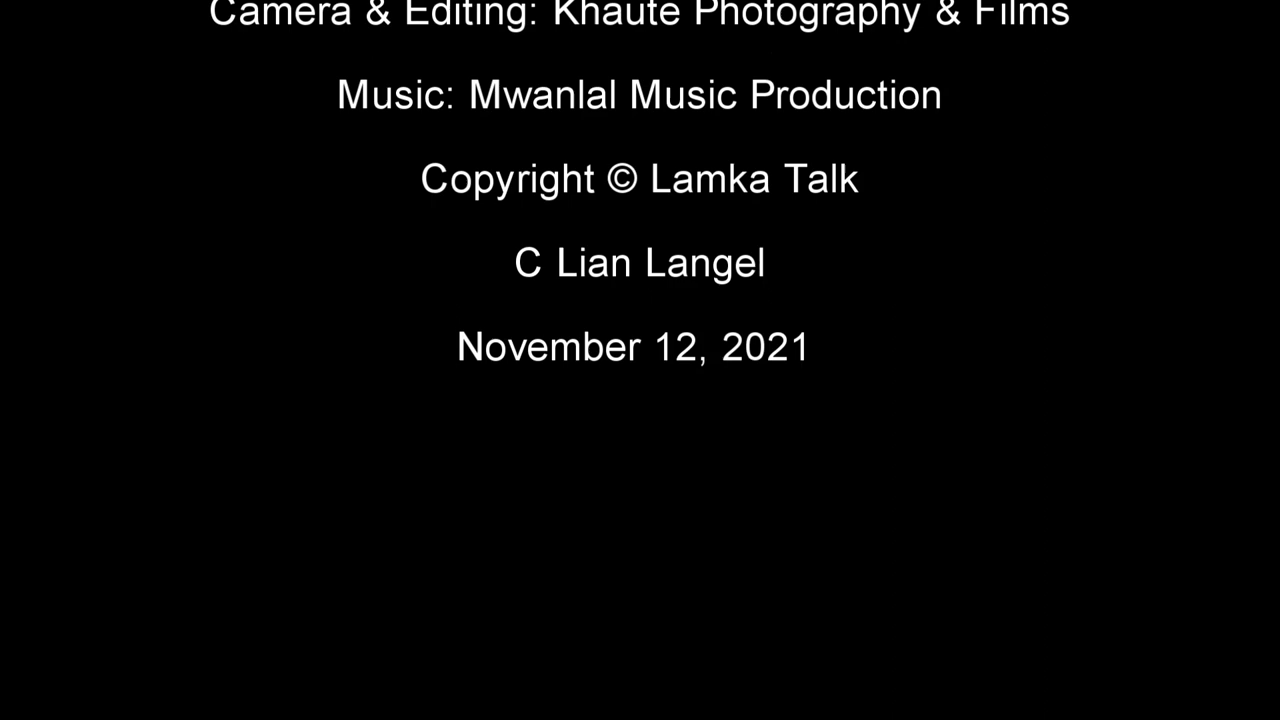 Camera & Editing: Khaute Photography & Films
Music: Mwanlal Music Production
Copyright © Lamka Talk
C Lian Langel
November 12, 2021